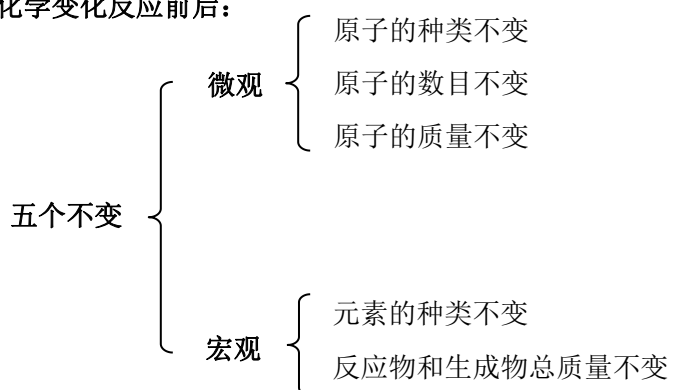 化学变化反应前后：
原子的种类不变
微观
原子的数目不变
原子的质量不变
五个不变
元素的种类不变
宏观
反应物和生成物总质量不变